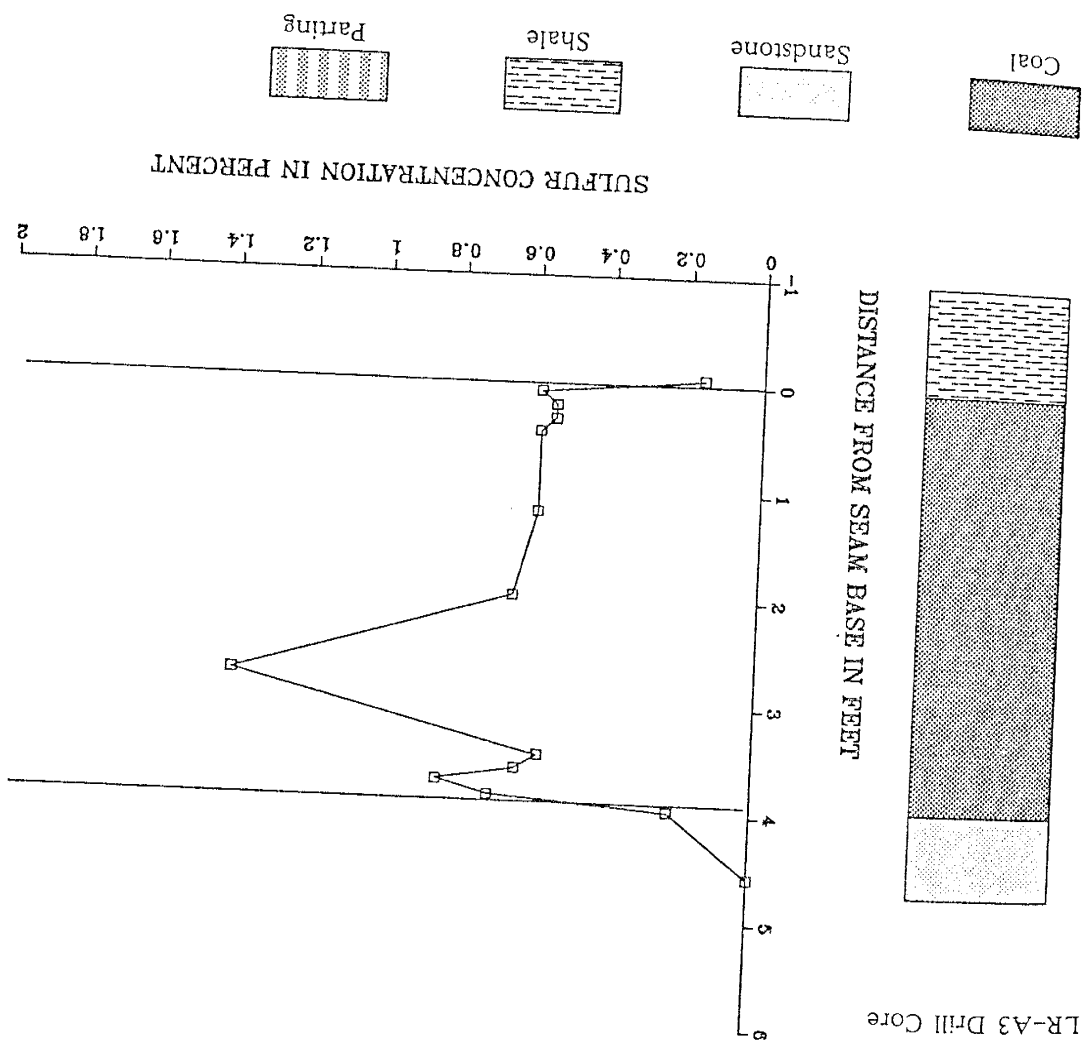 LR-A3 Drill Core
DISTANCE FROM SEAM BASE IN FEET
6
5
4
3
2
1
0
-1
0
0.2
0.4
0.6
0.8
1
1.2
1.4
1.6
1.8
2
SULFUR CONCENTRATION IN PERCENT
Coal
Sandstone
Shale
Parting